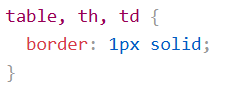 table, th, td {
  border: 1px solid;
}